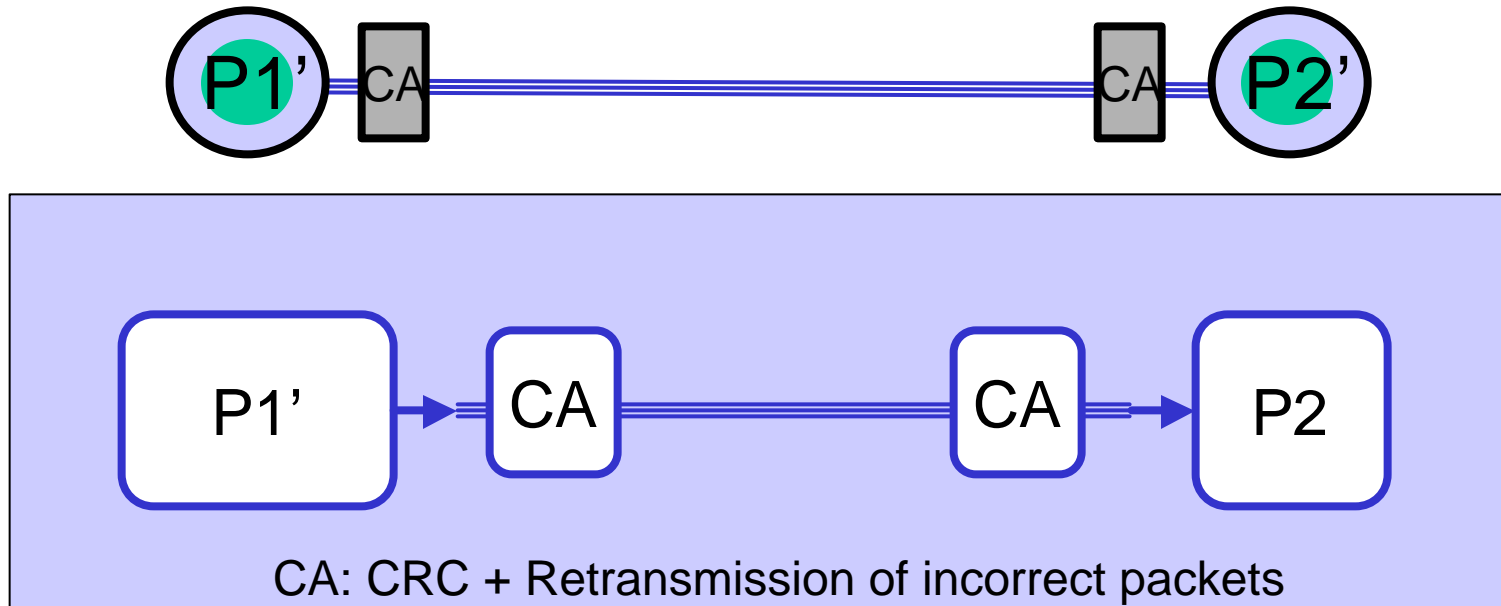 P1’ CA CA P2’
P1’ CA CA P2
CA: CRC + Retransmission of incorrect packets